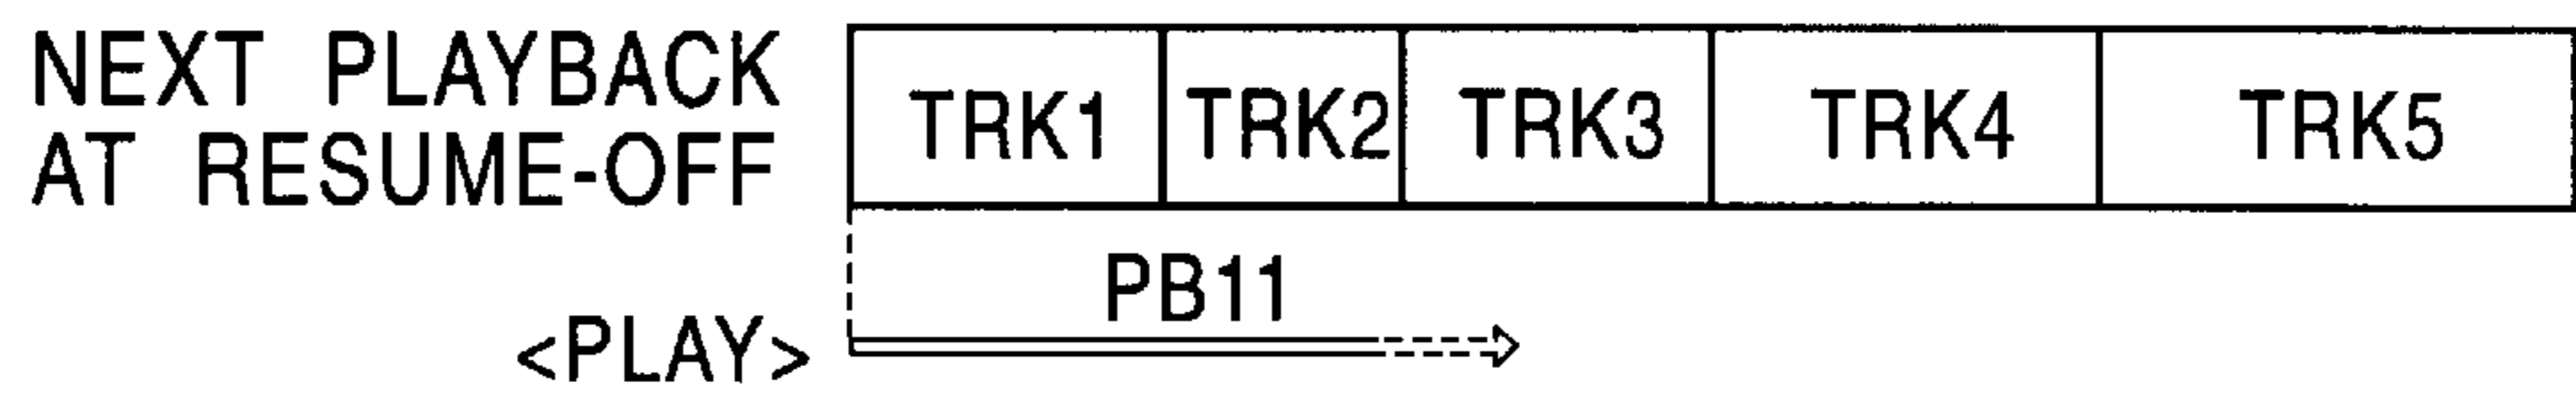 NEXT PLAYBACK
AT RESUME-OFF
TRK1 TRK2 TRK3 TRK4 TRK5
PB11
<PLAY>